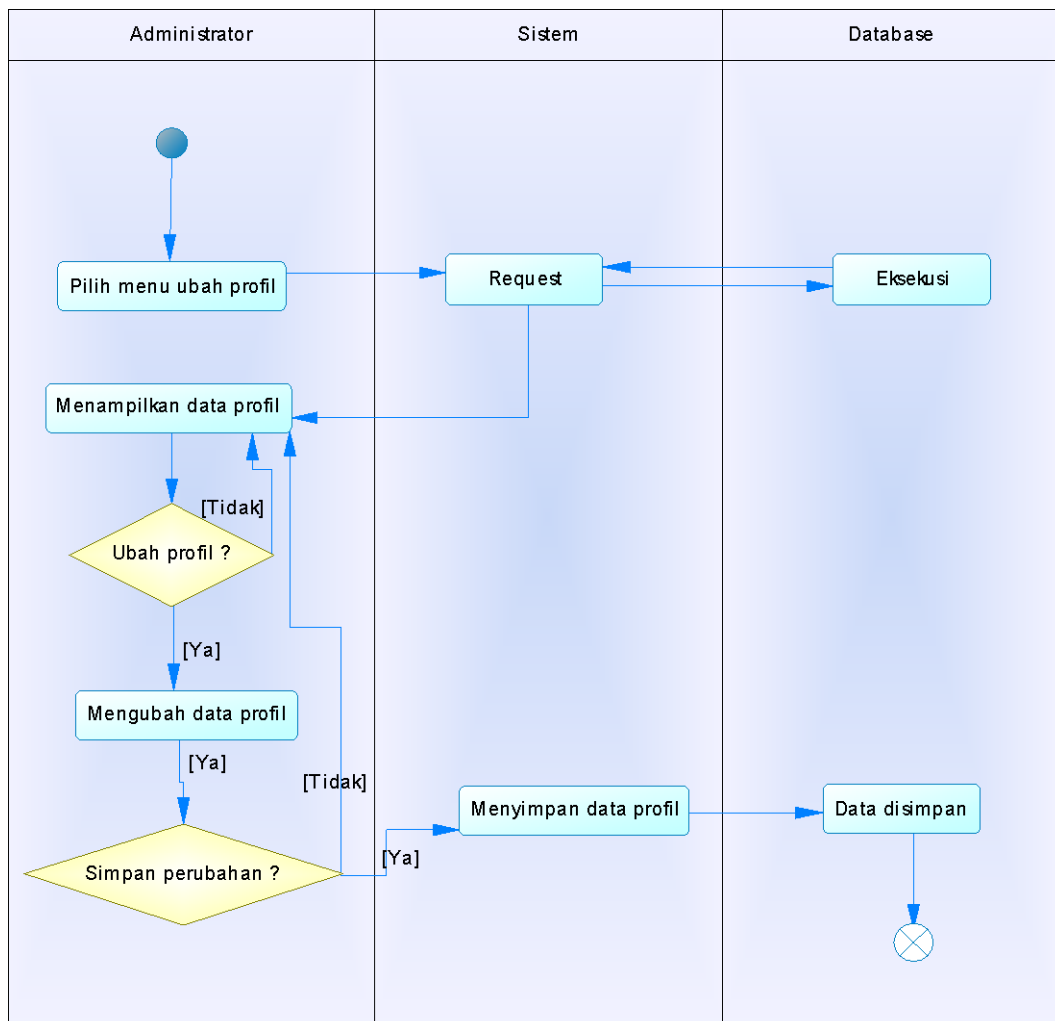 Administrator
Sistem
Database
Pilih menu ubah profil
Request
Eksekusi
Menampilkan data profil
[Tidak]
Ubah profil ?
[Ya]
Mengubah data profil
[Ya]
[Tidak]
Menyimpan data profil
Data disimpan
[Ya]
Simpan perubahan ?